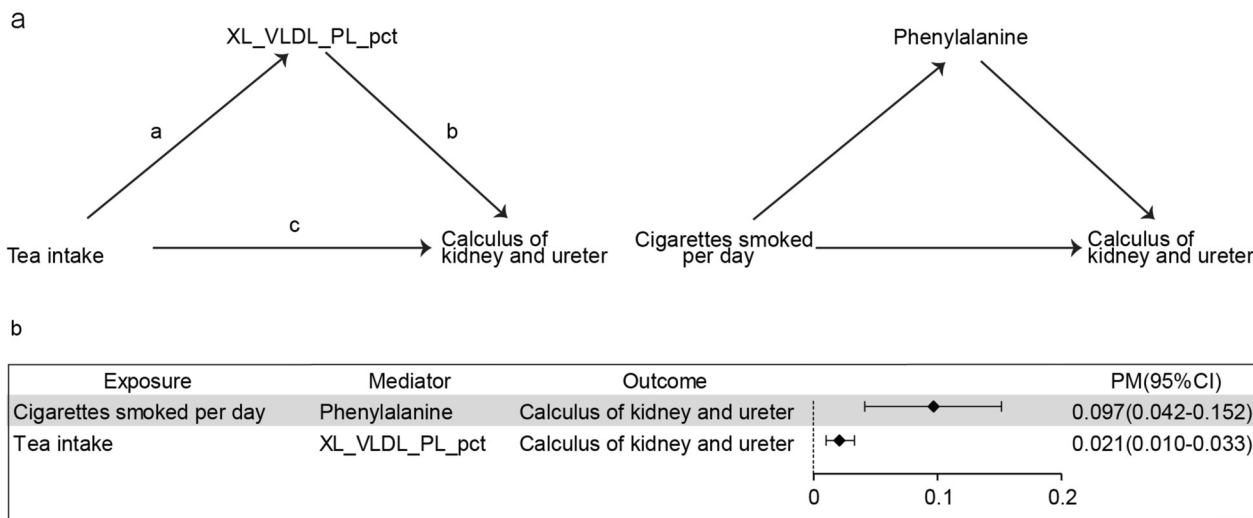 a
XL_VLDL_PL_pct
Phenylalanine
a
b
c
Tea intake
Calculus of
kidney and ureter
Cigarettes smoked
per day
Calculus of
kidney and ureter
b
Exposure Mediator Outcome PM(95%CI)
Cigarettes smoked per day Phenylalanine Calculus of kidney and ureter 0.097(0.042-0.152)
Tea intake XL_VLDL_PL_pct Calculus of kidney and ureter 0.021(0.010-0.033)
0 0.1 0.2